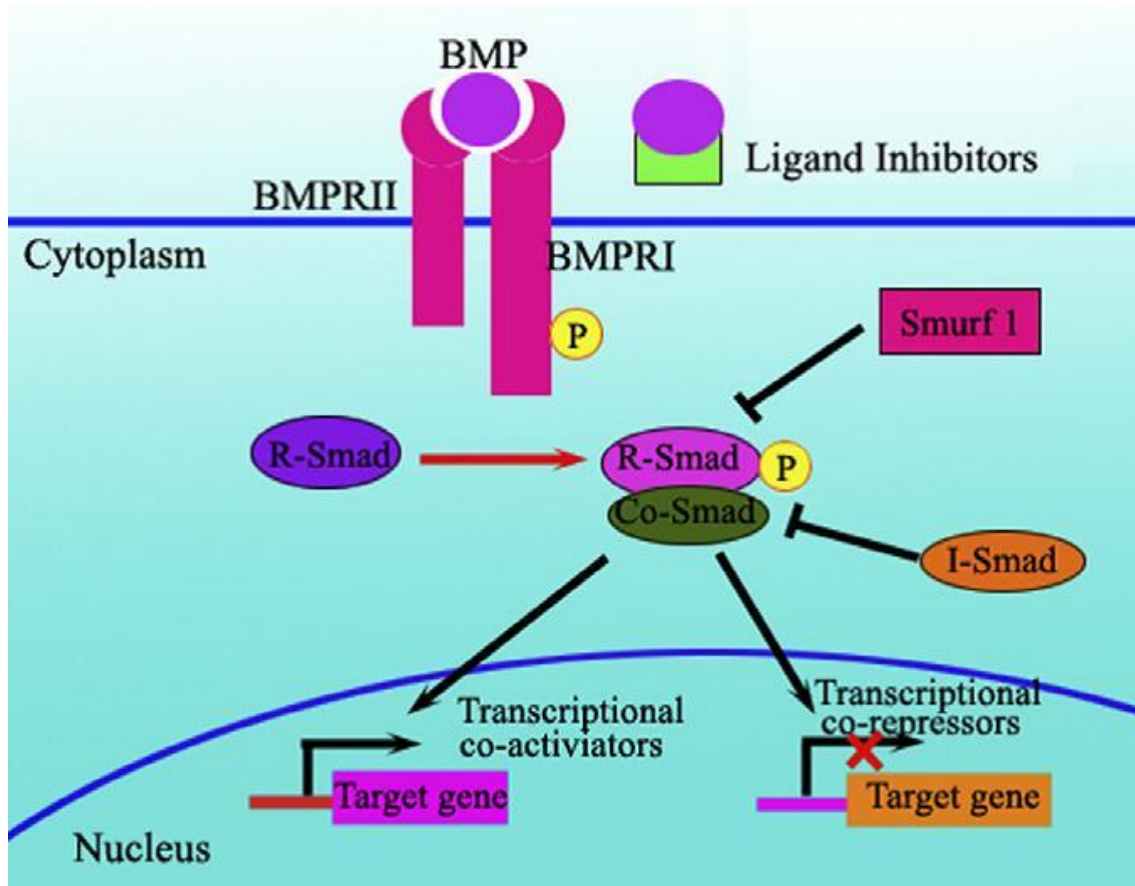 BMP
Ligand Inhibitors
BMPRII
Cytoplasm
BMPRI
P
Smurf 1
R-Smad
R-Smad
P
Co-Smad
I-Smad
Transcriptional
co-activiators
Transcriptional
co-repressors
Target gene
Target gene
Nucleus